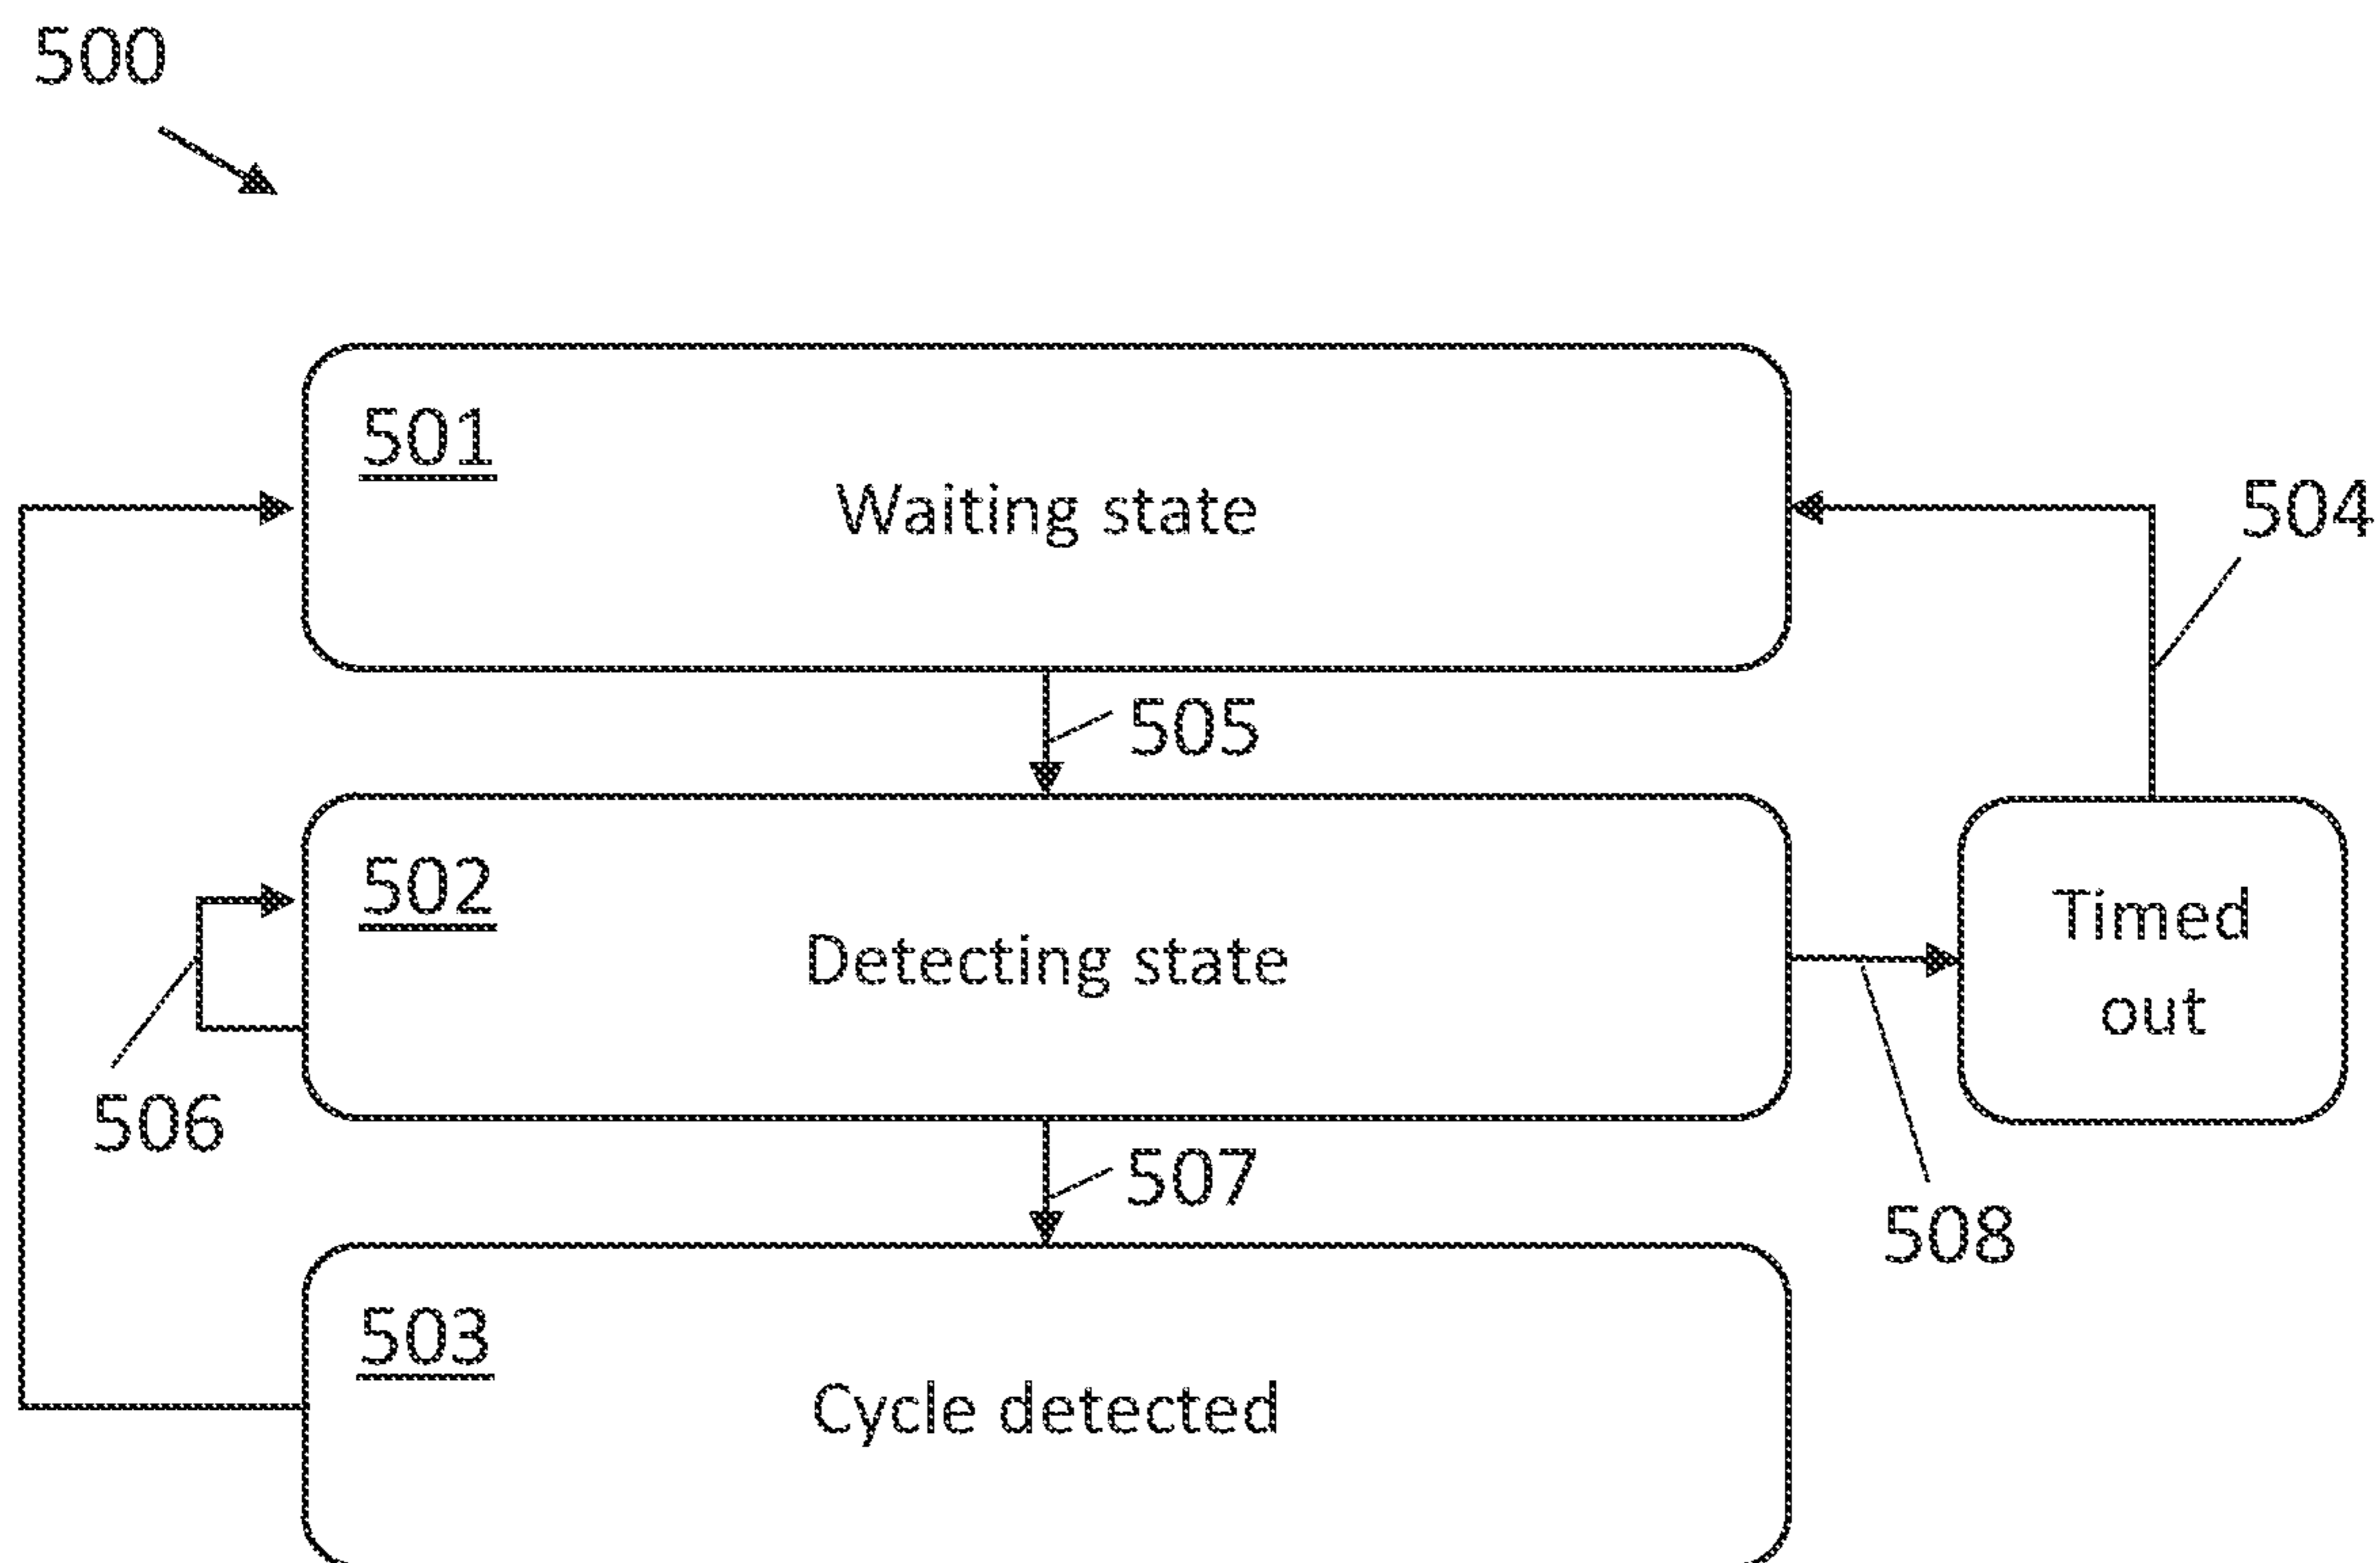 500
501
Waiting state
504
505
502
Detecting state
Timed
out
506
507
508
503
Cycle detected